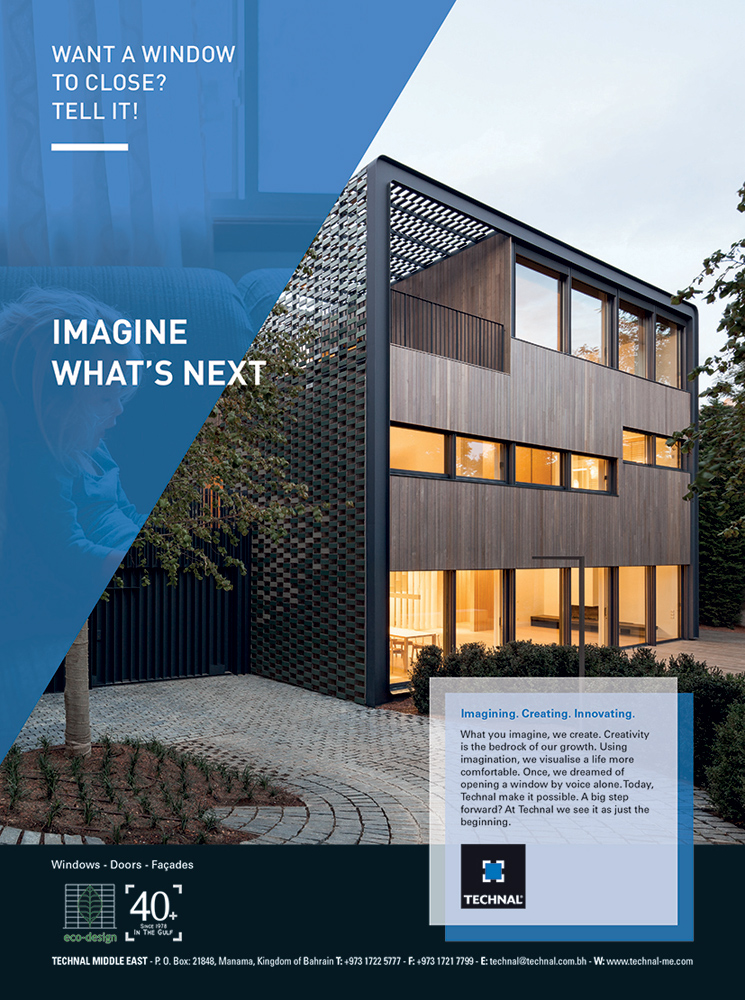 WANT A WINDOW
TO CLOSE?
TELL IT!
IMAGINE
WHAT'S NEXT
Imagining. Creating. Innovating.
What you imagine, we create. Creativity
is the bedrock of our growth. Using
imagination, we visualise a life more
comfortable. Once, we dreamed of
opening a window by voice alone. Today,
Technal make it possible. A big step
forward? At Technal we see it as just the
beginning.
TECHNAL®
Windows - Doors - Façades
eco-design
40+
SINCE 1978
IN THE GULF
TECHNAL MIDDLE EAST - P. O. Box: 21848, Manama, Kingdom of Bahrain T: +973 1722 5777 - F: +973 1721 7799 - E: technal@technal.com.bh - W: www.technal-me.com